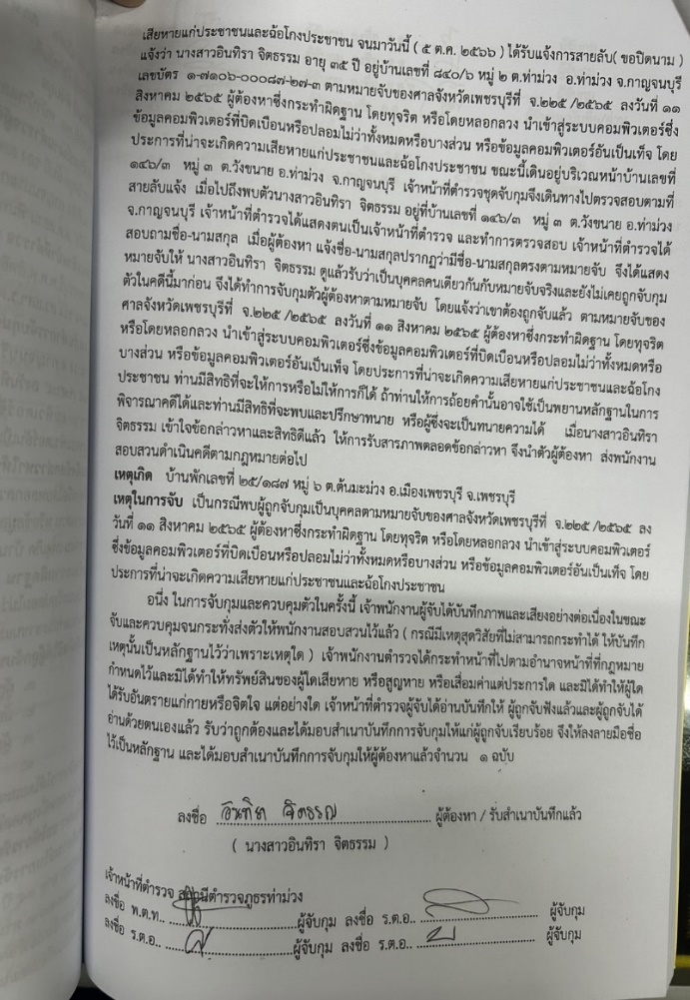 เสียหายแก่ประชาชนและฉ้อโกงประชาชน จนมาวันนี้ ( ๕ ต.ค. ๒๕๖๖ ) ได้รับแจ้งการสายลับ( ขอปิดนาม )
แจ้งว่า นางสาวอินทิรา จิตธรรม อายุ ๓๕ ปี อยู่บ้านเลขที่ ๘๔๐/๖ หมู่ ๒ ต.ท่าม่วง อ.ท่าม่วง จ.กาญจนบุรี
เลขบัตร ๑-๗๑๐๖-๐๐๐๘๗-๒๗-๓ ตามหมายจับของศาลจังหวัดเพชรบุรีที่ จ.๒๒๕ /๒๕๖๕ ลงวันที่ ๑๑
สิงหาคม ๒๕๖๕ ผู้ต้องหาซึ่งกระทำผิดฐาน โดยทุจริต หรือโดยหลอกลวง นำเข้าสู่ระบบคอมพิวเตอร์ซึ่ง
ข้อมูลคอมพิวเตอร์ที่บิดเบือนหรือปลอมไม่ว่าทั้งหมดหรือบางส่วน หรือข้อมูลคอมพิวเตอร์อันเป็นเท็จ โดย
ประการที่น่าจะเกิดความเสียหายแก่ประชาชนและฉ้อโกงประชาชน ขณะนี้เดินอยู่บริเวณหน้าบ้านเลขที่
๑๔๖/๓ หมู่ ๓ ต.วังขนาย อ.ท่าม่วง จ.กาญจนบุรี เจ้าหน้าที่ตำรวจชุดจับกุมจึงเดินทางไปตรวจสอบตามที่
สายลับแจ้ง เมื่อไปถึงพบตัวนางสาวอินทิรา จิตธรรม อยู่ที่บ้านเลขที่ ๑๔๖/๓ หมู่ ๓ ต.วังขนาย อ.ท่าม่วง
จ.กาญจนบุรี เจ้าหน้าที่ตำรวจได้แสดงตนเป็นเจ้าหน้าที่ตำรวจ และทำการตรวจสอบ เจ้าหน้าที่ตำรวจได้
สอบถามชื่อ-นามสกุล เมื่อผู้ต้องหา แจ้งชื่อ-นามสกุลปรากฏว่ามีชื่อ-นามสกุลตรงตามหมายจับ จึงได้แสดง
หมายจับให้ นางสาวอินทิรา จิตธรรม ดูแล้วรับว่าเป็นบุคคลคนเดียวกันกับหมายจับจริงและยังไม่เคยถูกจับกุม
ตัวในคดีนี้มาก่อน จึงได้ทำการจับกุมตัวผู้ต้องหาตามหมายจับ โดยแจ้งว่าเขาต้องถูกจับแล้ว ตามหมายจับของ
ศาลจังหวัดเพชรบุรีที่ จ.๒๒๕ /๒๕๖๕ ลงวันที่ ๑๑ สิงหาคม ๒๕๖๕ ผู้ต้องหาซึ่งกระทำผิดฐาน โดยทุจริต
หรือโดยหลอกลวง นำเข้าสู่ระบบคอมพิวเตอร์ซึ่งข้อมูลคอมพิวเตอร์ที่บิดเบือนหรือปลอมไม่ว่าทั้งหมดหรือ
บางส่วน หรือข้อมูลคอมพิวเตอร์อันเป็นเท็จ โดยประการที่น่าจะเกิดความเสียหายแก่ประชาชนและฉ้อโกง
ประชาชน ท่านมีสิทธิที่จะให้การหรือไม่ให้การก็ได้ ถ้าท่านให้การถ้อยคำนั้นอาจใช้เป็นพยานหลักฐานในการ
พิจารณาคดีได้และท่านมีสิทธิที่จะพบและปรึกษาทนาย หรือผู้ซึ่งจะเป็นทนายความได้ เมื่อนางสาวอินทิรา
จิตธรรม เข้าใจข้อกล่าวหาและสิทธิดีแล้ว ให้การรับสารภาพตลอดข้อกล่าวหา จึงนำตัวผู้ต้องหา ส่งพนักงาน
สอบสวนดำเนินคดีตามกฎหมายต่อไป
เหตุเกิด บ้านพักเลขที่ ๒๕/๑๘๗ หมู่ ๖ ต.ต้นมะม่วง อ.เมืองเพชรบุรี จ.เพชรบุรี
เหตุในการจับ เป็นกรณีพบผู้ถูกจับกุมเป็นบุคคลตามหมายจับของศาลจังหวัดเพชรบุรีที่ จ.๒๒๕ /๒๕๖๕ ลง
วันที่ ๑๑ สิงหาคม ๒๕๖๕ ผู้ต้องหาซึ่งกระทำผิดฐาน โดยทุจริต หรือโดยหลอกลวง นำเข้าสู่ระบบคอมพิวเตอร์
ซึ่งข้อมูลคอมพิวเตอร์ที่บิดเบือนหรือปลอมไม่ว่าทั้งหมดหรือบางส่วน หรือข้อมูลคอมพิวเตอร์อันเป็นเท็จ โดย
ประการที่น่าจะเกิดความเสียหายแก่ประชาชนและฉ้อโกงประชาชน
อนึ่ง ในการจับกุมและควบคุมตัวในครั้งนี้ เจ้าพนักงานผู้จับได้บันทึกภาพและเสียงอย่างต่อเนื่องในขณะ
จับและควบคุมจนกระทั่งส่งตัวให้พนักงานสอบสวนไว้แล้ว ( กรณีมีเหตุสุดวิสัยที่ไม่สามารถกระทำได้ ให้บันทึก
เหตุนั้นเป็นหลักฐานไว้ว่าเพราะเหตุใด ) เจ้าพนักงานตำรวจได้กระทำหน้าที่ไปตามอำนาจหน้าที่ที่กฎหมาย
กำหนดไว้และมิได้ทำให้ทรัพย์สินของผู้ใดเสียหาย หรือสูญหาย หรือเสื่อมค่าแต่ประการใด และมิได้ทำให้ผู้ใด
ได้รับอันตรายแก่กายหรือจิตใจ แต่อย่างใด เจ้าหน้าที่ตำรวจผู้จับได้อ่านบันทึกให้ ผู้ถูกจับฟังแล้วและผู้ถูกจับได้
อ่านด้วยตนเองแล้ว รับว่าถูกต้องและได้มอบสำเนาบันทึกการจับกุมให้แก่ผู้ถูกจับเรียบร้อย จึงให้ลงลายมือชื่อ
ไว้เป็นหลักฐาน และได้มอบสำเนาบันทึกการจับกุมให้ผู้ต้องหาแล้วจำนวน ๑ ฉบับ
ลงชื่อ อินทิรา จิตธรรม ผู้ต้องหา / รับสำเนาบันทึกแล้ว
( นางสาวอินทิรา จิตธรรม )
เจ้าหน้าที่ตำรวจ สถานีตำรวจภูธรท่าม่วง
ลงชื่อ พ.ต.ท.. ผู้จับกุม ลงชื่อ ร.ต.อ.. ผู้จับกุม
ลงชื่อ ร.ต.อ.. ผู้จับกุม ลงชื่อ ร.ต.อ.. ผู้จับกุม